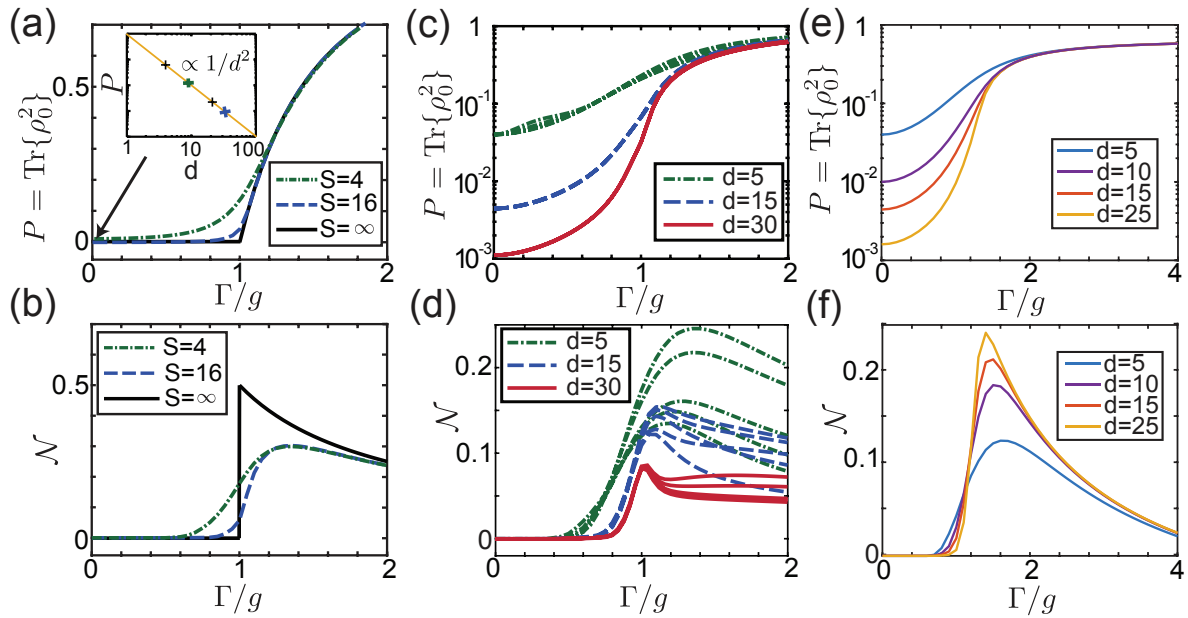 (a)
P = Tr{ρ₀²}
0.5
0
P
∝ 1/d²
1
10
100
d
S=4
S=16
S=∞
0
1
2
Γ/g
(b)
𝒩
0.5
0
S=4
S=16
S=∞
0
1
2
Γ/g
(c)
P = Tr{ρ₀²}
1
10⁻¹
10⁻²
10⁻³
d=5
d=15
d=30
0
1
2
Γ/g
(d)
𝒩
0.2
0.1
0
d=5
d=15
d=30
0
1
2
Γ/g
(e)
P = Tr{ρ₀²}
1
10⁻¹
10⁻²
10⁻³
d=5
d=10
d=15
d=25
0
2
4
Γ/g
(f)
𝒩
0.2
0.1
0
d=5
d=10
d=15
d=25
0
2
4
Γ/g